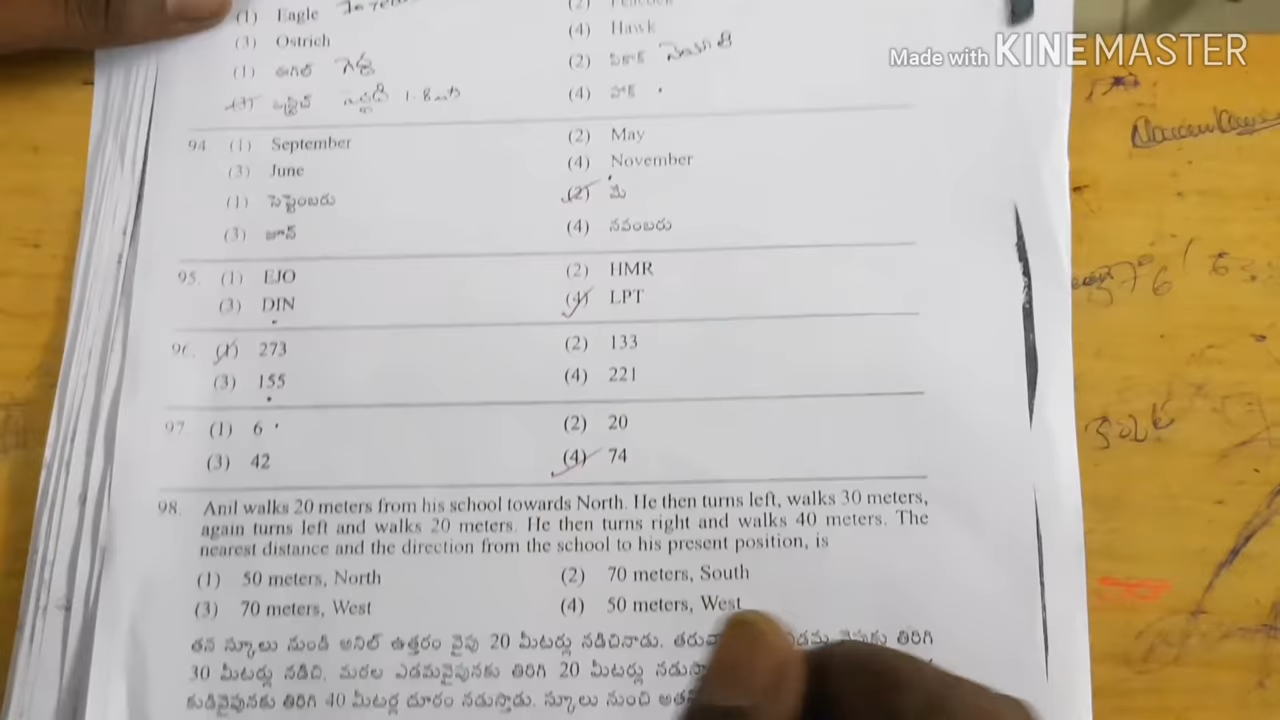 Made with KINEMASTER
(1) Eagle
(3) Ostrich (4) Hawk
(1) ఈగిల్ (2) పికాక్
(3) ఆస్ట్రిచ్ 1.8 (4) హాక్
94 (1) September (2) May
(3) June (4) November
(1) సెప్టెంబరు (2) మే
(3) జూన్ (4) నవంబరు
95. (1) EJO (2) HMR
(3) DIN (4) LPT
96. (1) 273 (2) 133
(3) 155 (4) 221
97. (1) 6 (2) 20
(3) 42 (4) 74
98. Anil walks 20 meters from his school towards North. He then turns left, walks 30 meters,
again turns left and walks 20 meters. He then turns right and walks 40 meters. The
nearest distance and the direction from the school to his present position, is
(1) 50 meters, North (2) 70 meters, South
(3) 70 meters, West (4) 50 meters, West
తన స్కూలు నుండి అనిల్ ఉత్తరం వైపు 20 మీటర్లు నడిచినాడు. తిరిగి
30 మీటర్లు నడిచి, మరల ఎడమవైపునకు తిరిగి 20 మీటర్లు
కుడివైపునకు తిరిగి 40 మీటర్ల దూరం నడుస్తాడు. స్కూలు నుంచి